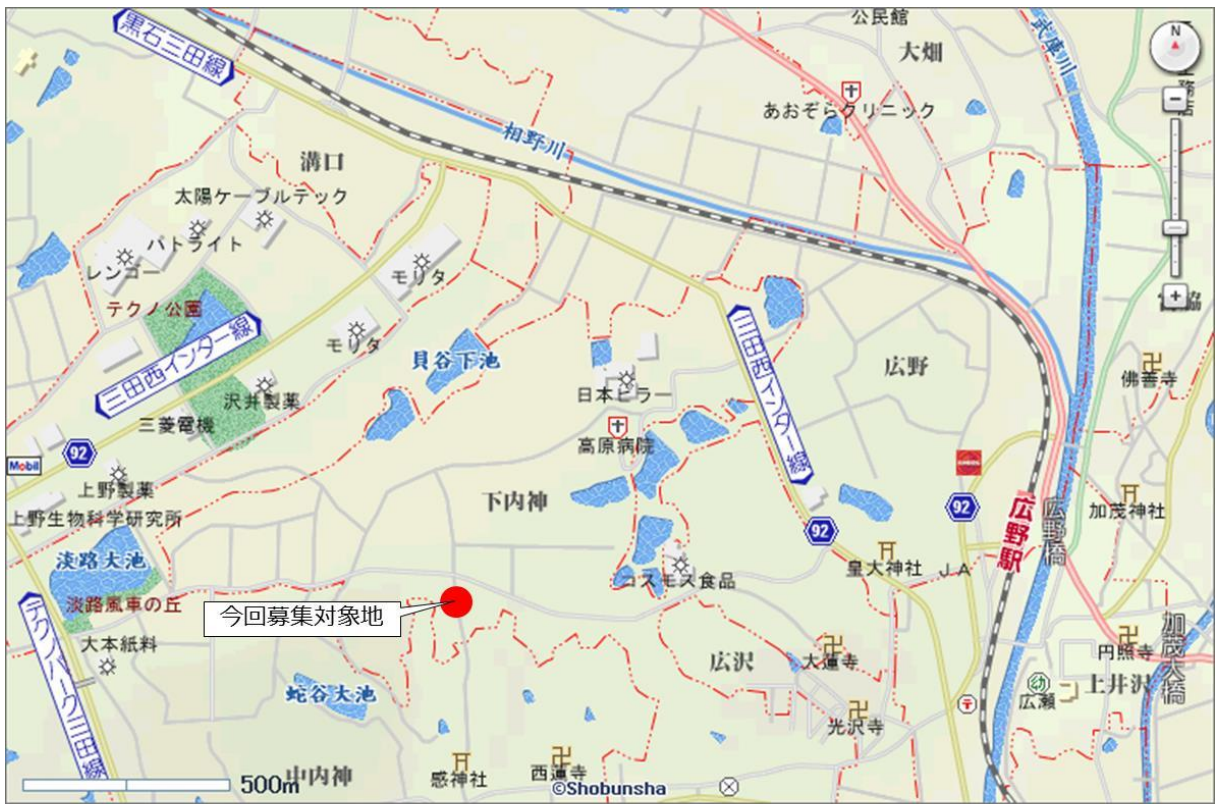 公民館
大畑
武庫川
黒石三田線
N
務
店
あおぞらクリニック
相野川
溝口
太陽ケーブルテック
パトライト
レンゴー
モリタ
テクノ公園
協
三田西インター線
モリタ
貝谷下池
三田西インター線
広野
佛善寺
日本ピラー
沢井製薬
三菱電機
高原病院
92
Mobil
上野製薬
下内神
92
加茂神社
上野生物科学研究所
92
広野駅
広野橋
淡路大池
皇大神社
JA
コスモス食品
淡路風車の丘
今回募集対象地
大本紙料
テクノパーク三田線
広沢
大蓮寺
円照寺
加茂大橋
上井沢
蛇谷大池
幼
広瀬
光沢寺
500m
中内神
感神社
西蓮寺
©Shobunsha